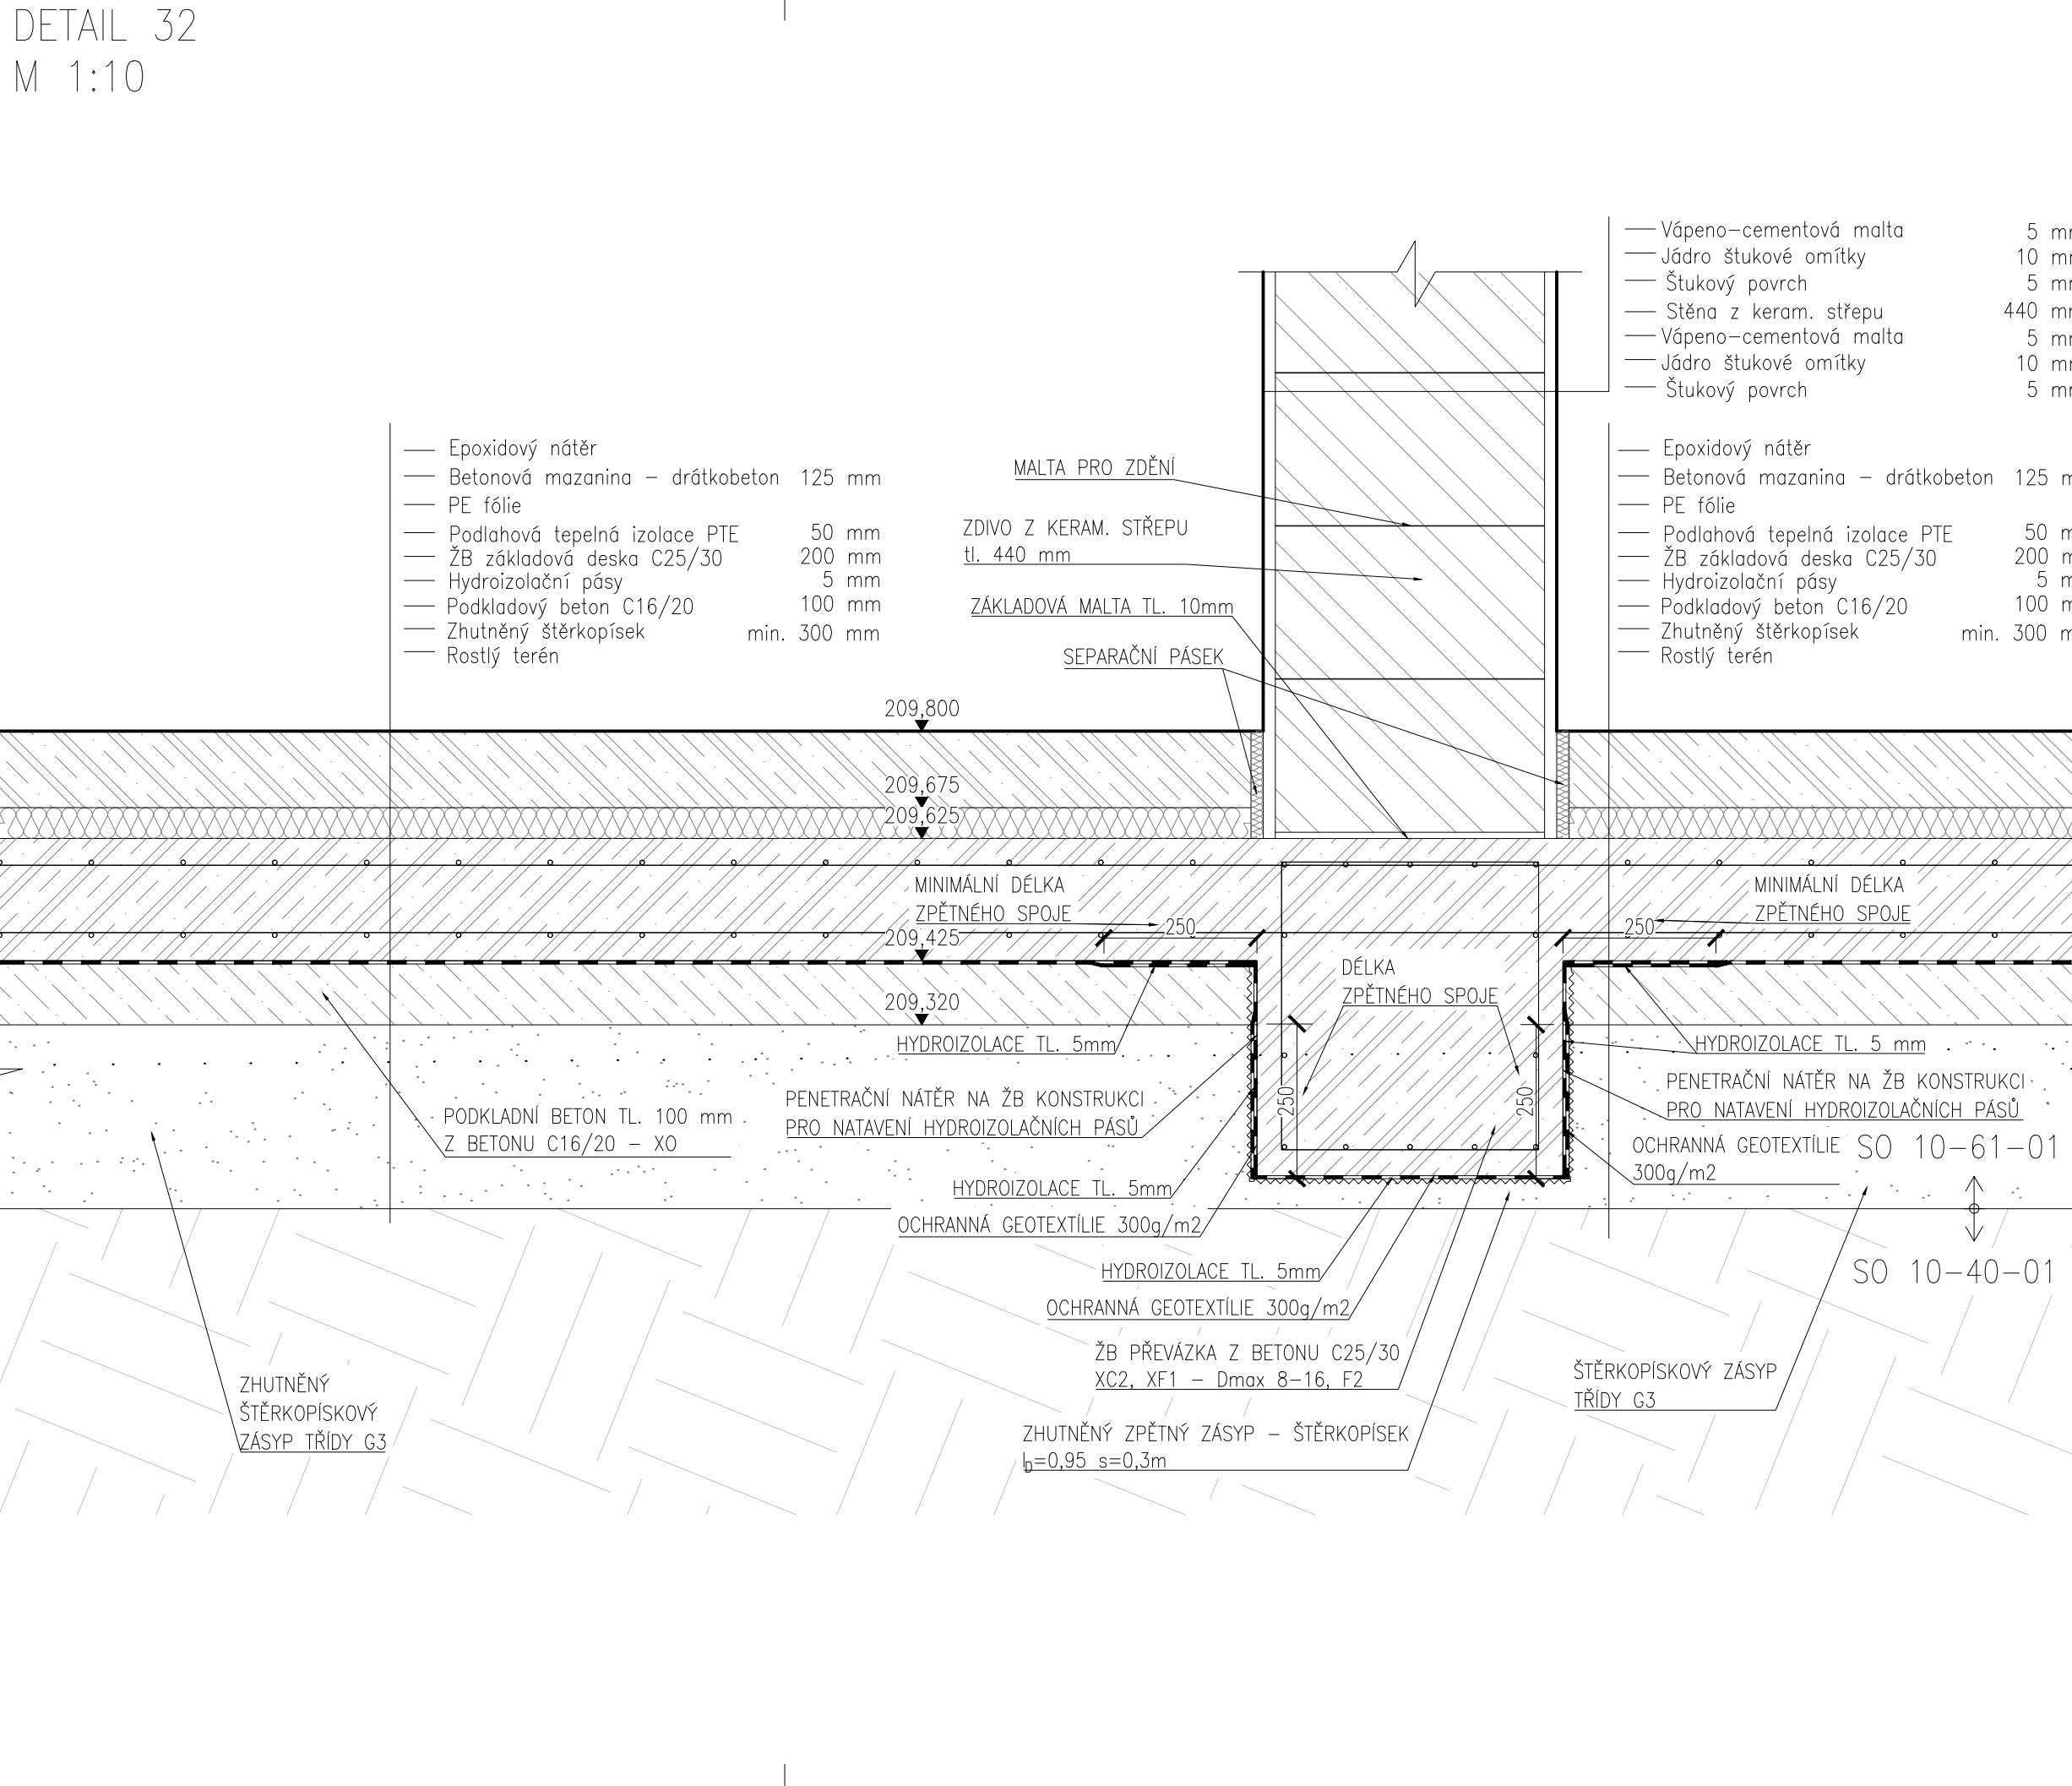 DETAIL 32
M 1:10
Vápeno-cementová malta 5 mm
Jádro štukové omítky 10 mm
Štukový povrch 5 mm
Stěna z keram. střepu 440 mm
Vápeno-cementová malta 5 mm
Jádro štukové omítky 10 mm
Štukový povrch 5 mm
Epoxidový nátěr
Betonová mazanina – drátkobeton 125 mm
PE fólie
Podlahová tepelná izolace PTE 50 mm
ŽB základová deska C25/30 200 mm
Hydroizolační pásy 5 mm
Podkladový beton C16/20 100 mm
Zhutněný štěrkopísek min. 300 mm
Rostlý terén
MALTA PRO ZDĚNÍ
ZDIVO Z KERAM. STŘEPU
tl. 440 mm
ZÁKLADOVÁ MALTA TL. 10mm
SEPARAČNÍ PÁSEK
Epoxidový nátěr
Betonová mazanina – drátkobeton 125 m
PE fólie
Podlahová tepelná izolace PTE 50 m
ŽB základová deska C25/30 200 m
Hydroizolační pásy 5 m
Podkladový beton C16/20 100 m
Zhutněný štěrkopísek min. 300 m
Rostlý terén
209,800
209,675
209,625
MINIMÁLNÍ DÉLKA
ZPĚTNÉHO SPOJE
250
209,425
209,320
DÉLKA
ZPĚTNÉHO SPOJE
250
250
MINIMÁLNÍ DÉLKA
ZPĚTNÉHO SPOJE
250
HYDROIZOLACE TL. 5mm
PENETRAČNÍ NÁTĚR NA ŽB KONSTRUKCI
PRO NATAVENÍ HYDROIZOLAČNÍCH PÁSŮ
PODKLADNÍ BETON TL. 100 mm
Z BETONU C16/20 – XO
HYDROIZOLACE TL. 5mm
OCHRANNÁ GEOTEXTÍLIE 300g/m2
HYDROIZOLACE TL. 5mm
OCHRANNÁ GEOTEXTÍLIE 300g/m2
ŽB PŘEVÁZKA Z BETONU C25/30
XC2, XF1 – Dmax 8-16, F2
ZHUTNĚNÝ ZPĚTNÝ ZÁSYP – ŠTĚRKOPÍSEK
ID=0,95 s=0,3m
HYDROIZOLACE TL. 5 mm
PENETRAČNÍ NÁTĚR NA ŽB KONSTRUKCI
PRO NATAVENÍ HYDROIZOLAČNÍCH PÁSŮ
OCHRANNÁ GEOTEXTÍLIE
300g/m2
SO 10-61-01
SO 10-40-01
ŠTĚRKOPÍSKOVÝ ZÁSYP
TŘÍDY G3
ZHUTNĚNÝ
ŠTĚRKOPÍSKOVÝ
ZÁSYP TŘÍDY G3